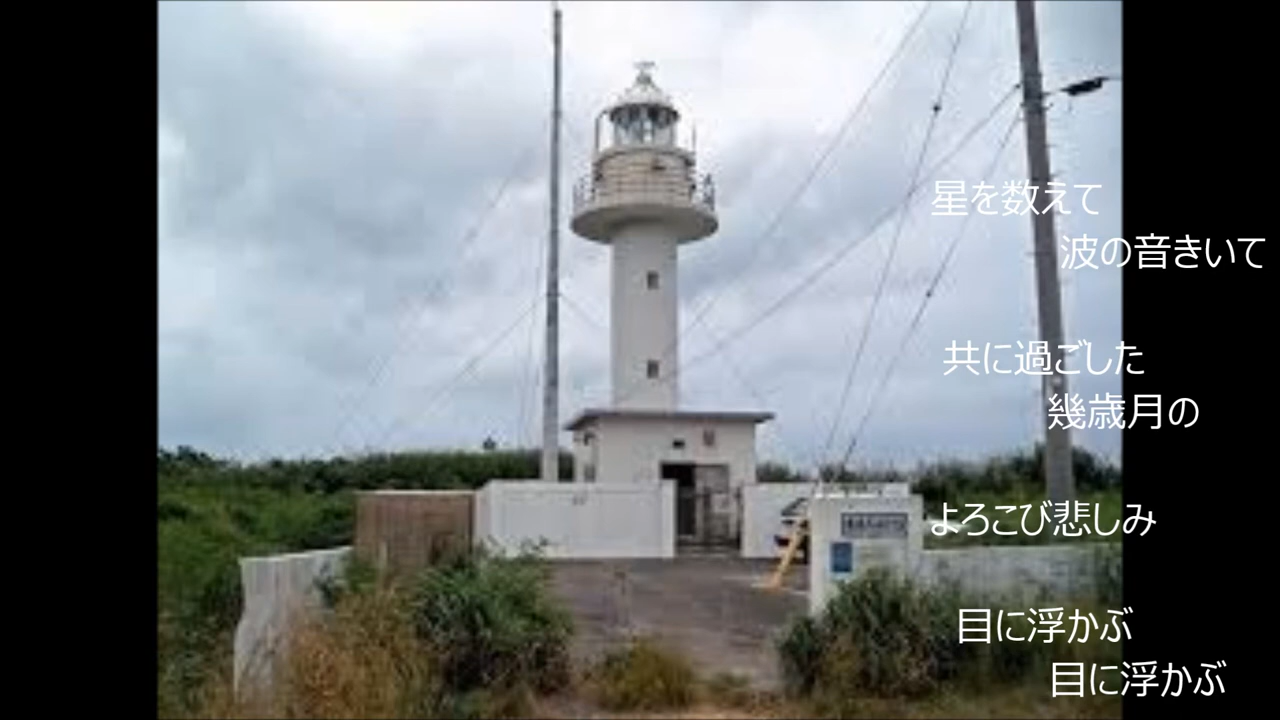 星を数えて
波の音きいて
共に過ごした
幾歳月の
よろこび悲しみ
目に浮かぶ
目に浮かぶ